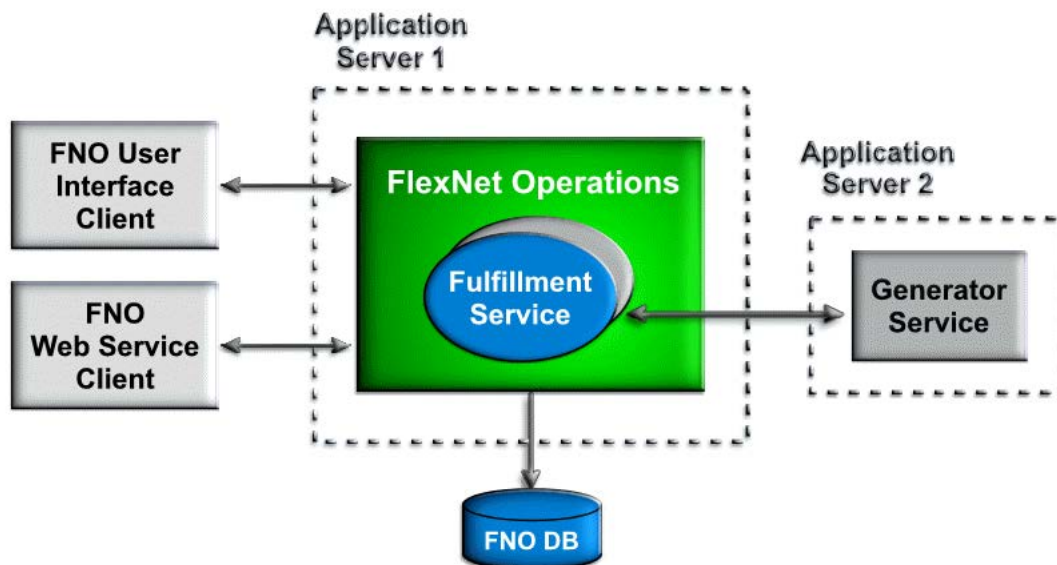 Application
Server 1
FNO User
Interface
Client
FlexNet Operations
Application
Server 2
Fulfillment
Service
Generator
Service
FNO
Web Service
Client
FNO DB